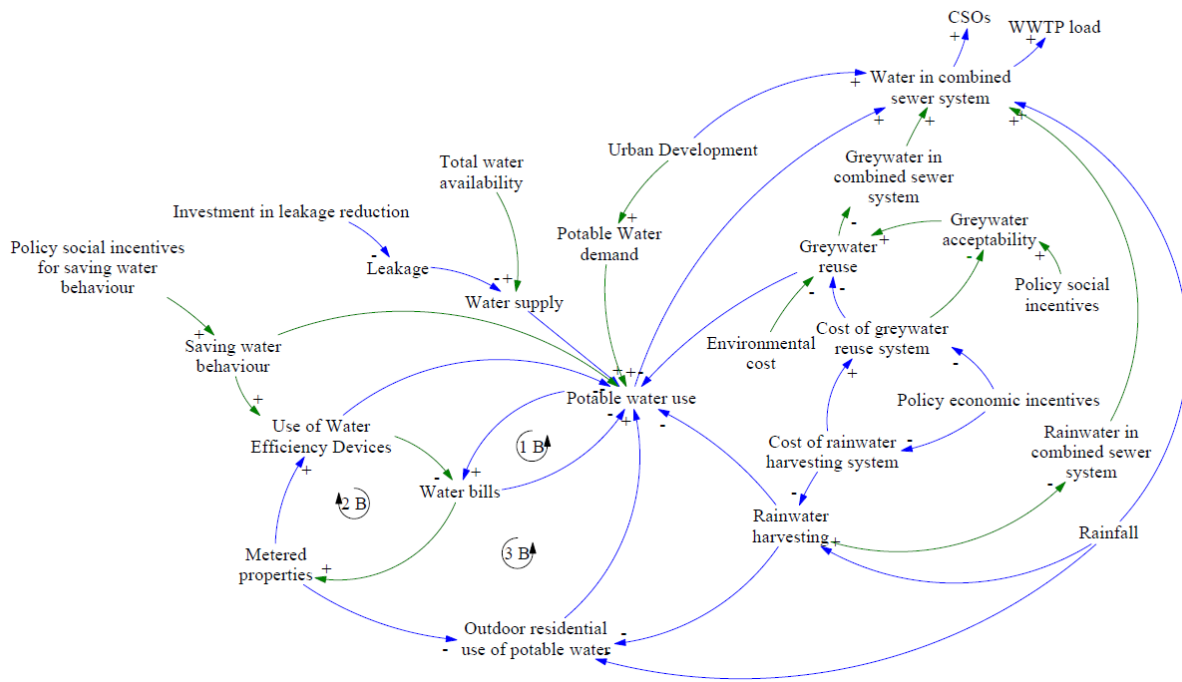 CSOs
WWTP load
+
+
Water in combined
sewer system
+
+
+
+
+
Urban Development
Greywater in
combined sewer
system
Total water
availability
Investment in leakage reduction
Policy social incentives
for saving water
behaviour
-
Leakage
-
+
Water supply
+
Potable Water
demand
-
Greywater
reuse
+
-
-
Greywater
acceptability
-
+
Policy social
incentives
Environmental
cost
Cost of greywater
reuse system
+
-
+
Saving water
behaviour
+
Use of Water
Efficiency Devices
+
+
+
-
-
-
Potable water use
-
+
-
1 B
Policy economic incentives
Cost of rainwater
harvesting system
-
Rainwater in
combined sewer
system
-
-
+
Water bills
2 B
-
Rainwater
harvesting
+
Rainfall
3 B
Metered
properties
+
Outdoor residential
use of potable water
-
-
-